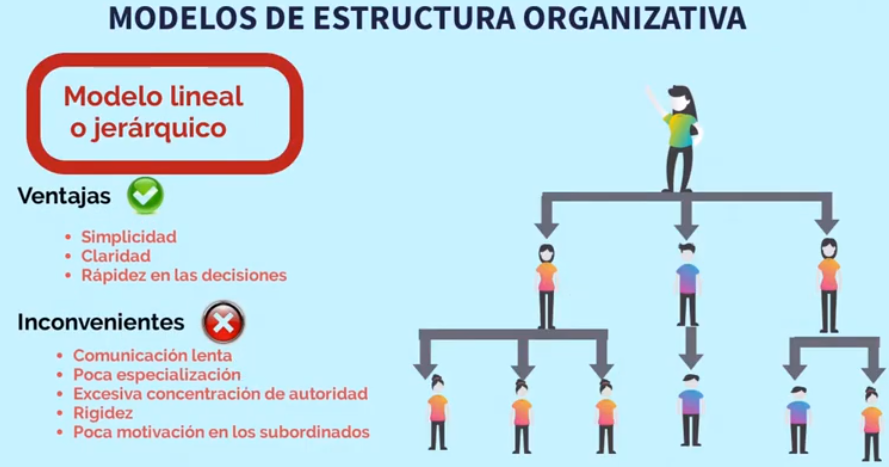 MODELOS DE ESTRUCTURA ORGANIZATIVA
Modelo lineal
o jerárquico
Ventajas
• Simplicidad
• Claridad
• Rápidez en las decisiones
Inconvenientes
• Comunicación lenta
• Poca especialización
• Excesiva concentración de autoridad
• Rigidez
• Poca motivación en los subordinados